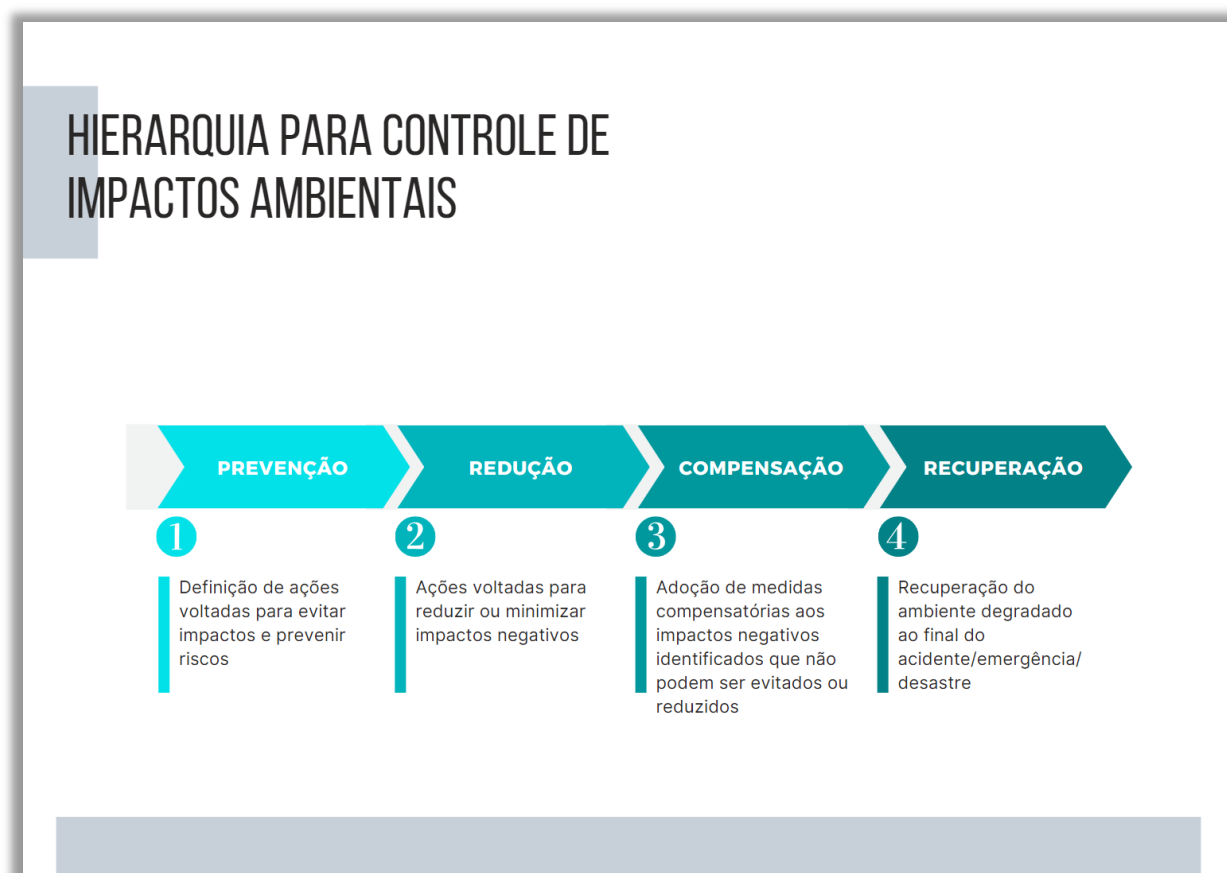 HIERARQUIA PARA CONTROLE DE
IMPACTOS AMBIENTAIS
PREVENÇÃO
REDUÇÃO
COMPENSAÇÃO
RECUPERAÇÃO
1
Definição de ações
voltadas para evitar
impactos e prevenir
riscos
2
Ações voltadas para
reduzir ou minimizar
impactos negativos
3
Adoção de medidas
compensatórias aos
impactos negativos
identificados que não
podem ser evitados ou
reduzidos
4
Recuperação do
ambiente degradado
ao final do
acidente/emergência/
desastre